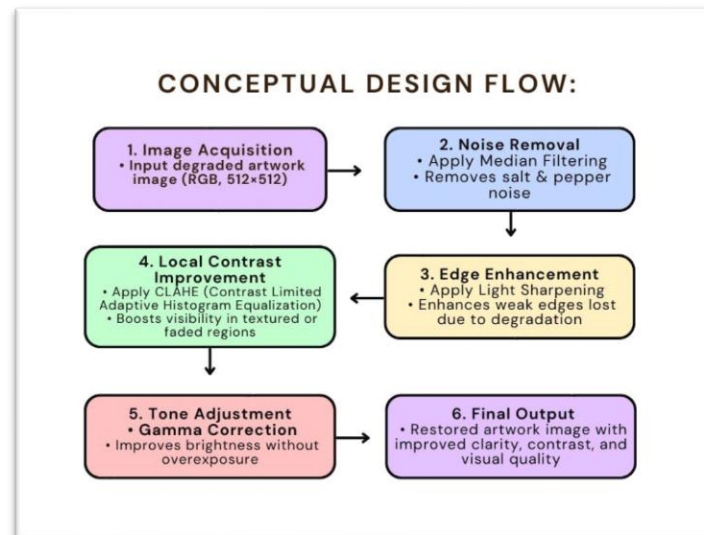 CONCEPTUAL DESIGN FLOW:
1. Image Acquisition
• Input degraded artwork
image (RGB, 512×512)
2. Noise Removal
• Apply Median Filtering
• Removes salt & pepper
noise
3. Edge Enhancement
• Apply Light Sharpening
• Enhances weak edges lost
due to degradation
4. Local Contrast
Improvement
• Apply CLAHE (Contrast Limited
Adaptive Histogram Equalization)
• Boosts visibility in textured or
faded regions
5. Tone Adjustment
• Gamma Correction
• Improves brightness without
overexposure
6. Final Output
• Restored artwork image with
improved clarity, contrast, and
visual quality